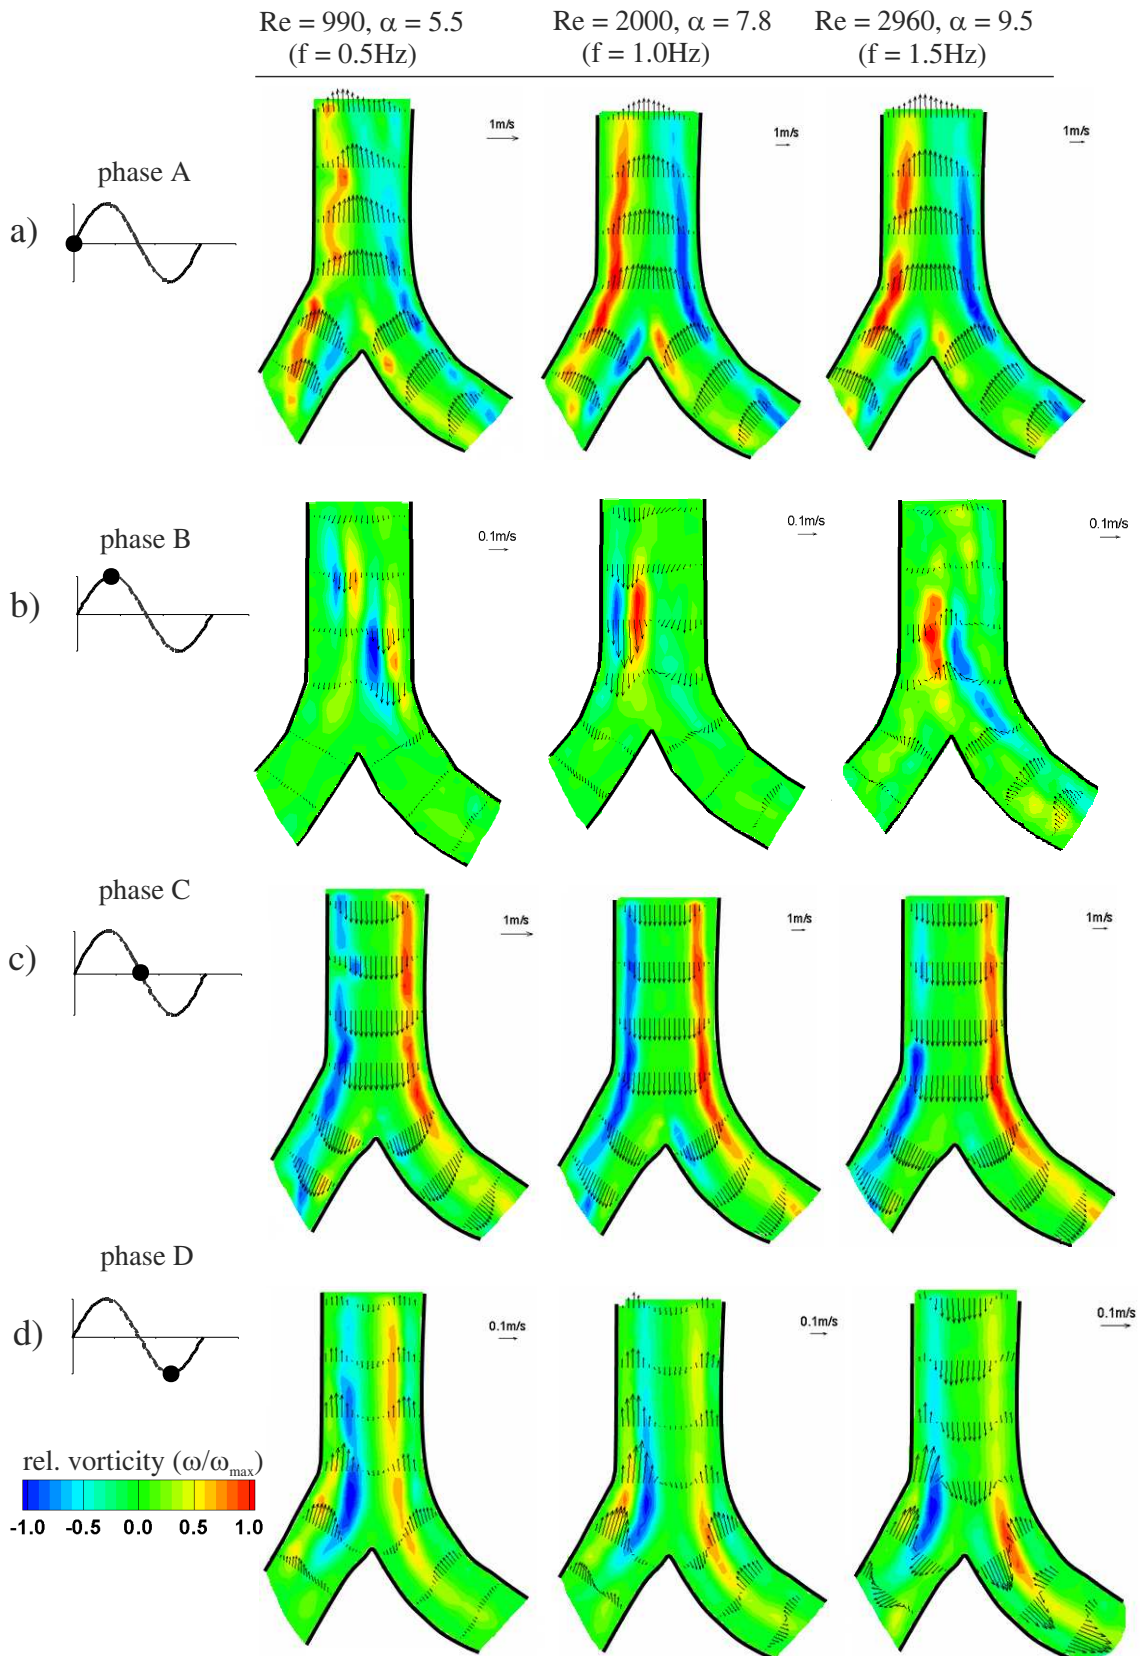 Re = 990, α = 5.5 Re = 2000, α = 7.8 Re = 2960, α = 9.5
(f = 0.5Hz) (f = 1.0Hz) (f = 1.5Hz)
1m/s 1m/s 1m/s
phase A
a)
0.1m/s 0.1m/s 0.1m/s
phase B
b)
phase C
1m/s 1m/s 1m/s
c)
phase D
d)
0.1m/s 0.1m/s 0.1m/s
rel. vorticity (ω/ωmax)
-1.0 -0.5 0.0 0.5 1.0